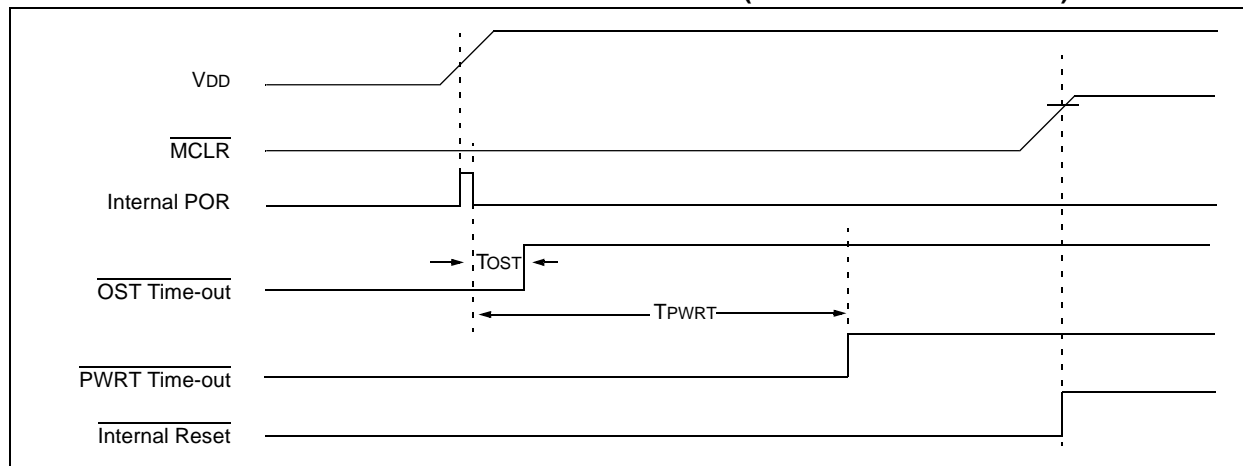 VDD
MCLR
Internal POR
TOST
OST Time-out
TPWRT
PWRT Time-out
Internal Reset